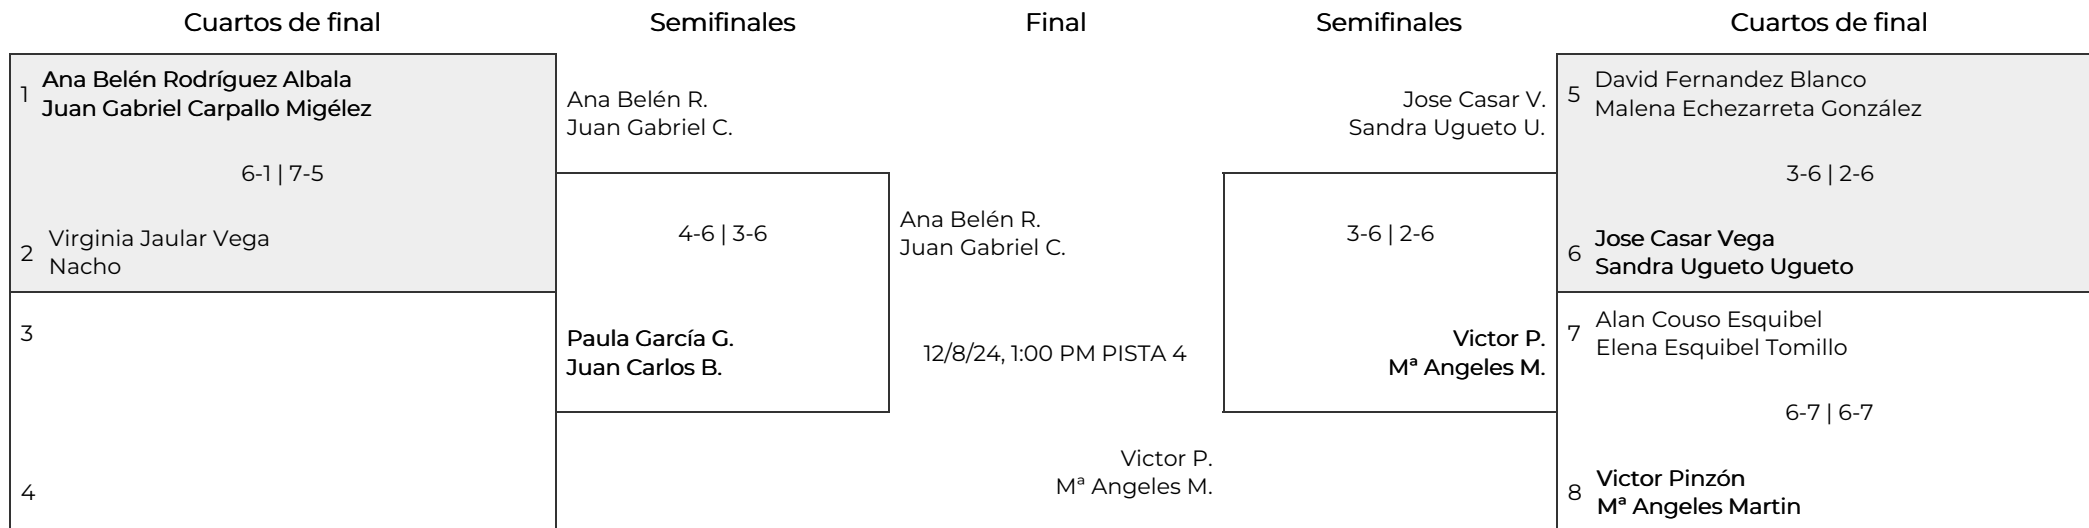 Cuartos de final
Semifinales
Final
Semifinales
Cuartos de final
1
Ana Belén Rodríguez Albala
Juan Gabriel Carpallo Migélez
6-1 | 7-5
2
Virginia Jaular Vega
Nacho
3
4
Ana Belén R.
Juan Gabriel C.
4-6 | 3-6
Paula García G.
Juan Carlos B.
Ana Belén R.
Juan Gabriel C.
12/8/24, 1:00 PM PISTA 4
Victor P.
Mª Angeles M.
Jose Casar V.
Sandra Ugueto U.
3-6 | 2-6
Victor P.
Mª Angeles M.
5
David Fernandez Blanco
Malena Echezarreta González
3-6 | 2-6
6
Jose Casar Vega
Sandra Ugueto Ugueto
7
Alan Couso Esquibel
Elena Esquibel Tomillo
6-7 | 6-7
8
Victor Pinzón
Mª Angeles Martin